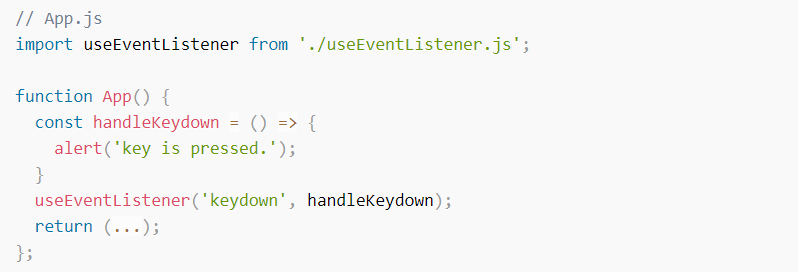 // App.js
import useEventListener from './useEventListener.js';

function App() {
  const handleKeydown = () => {
    alert('key is pressed.');
  }
  useEventListener('keydown', handleKeydown);
  return (...);
};